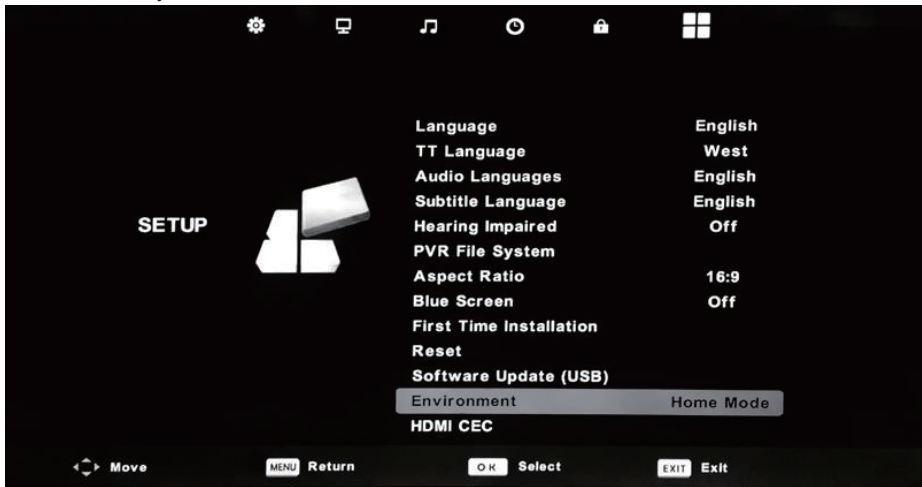 SETUP
Language English
TT Language West
Audio Languages English
Subtitle Language English
Hearing Impaired Off
PVR File System
Aspect Ratio 16:9
Blue Screen Off
First Time Installation
Reset
Software Update (USB)
Environment Home Mode
HDMI CEC
Move MENU Return OK Select EXIT Exit